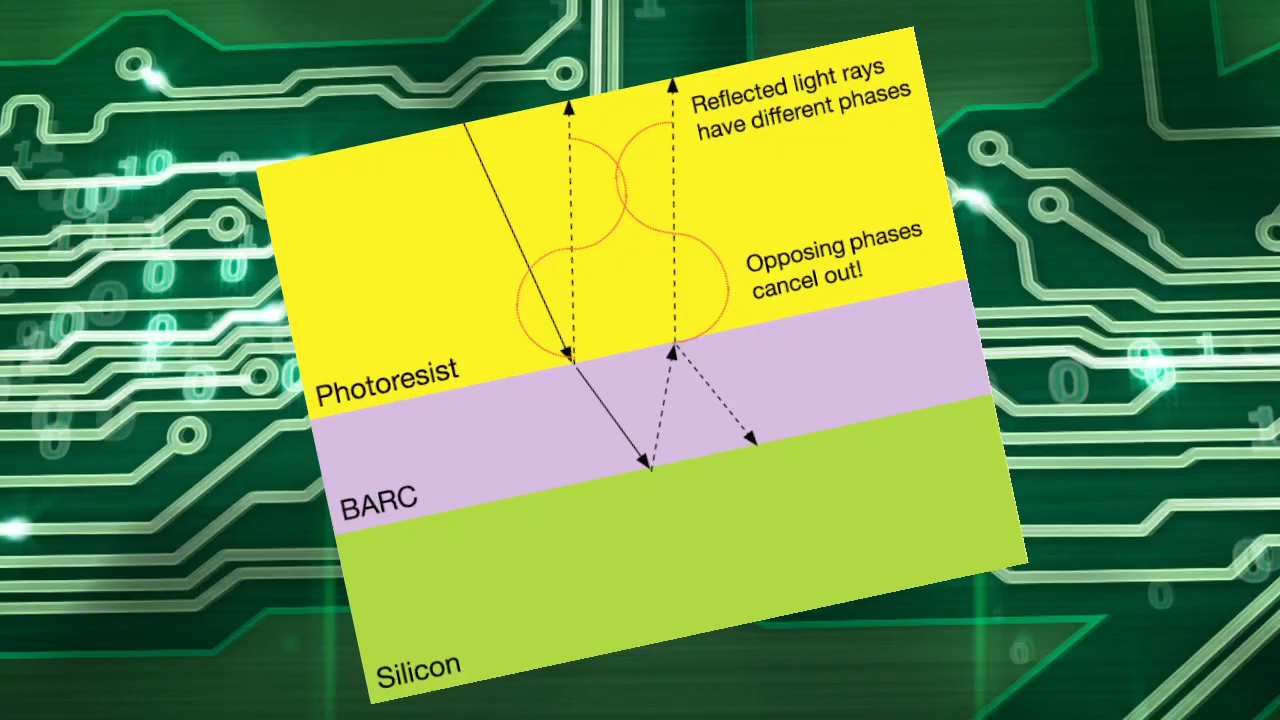 Reflected light rays
have different phases
Opposing phases
cancel out!
Photoresist
BARC
Silicon